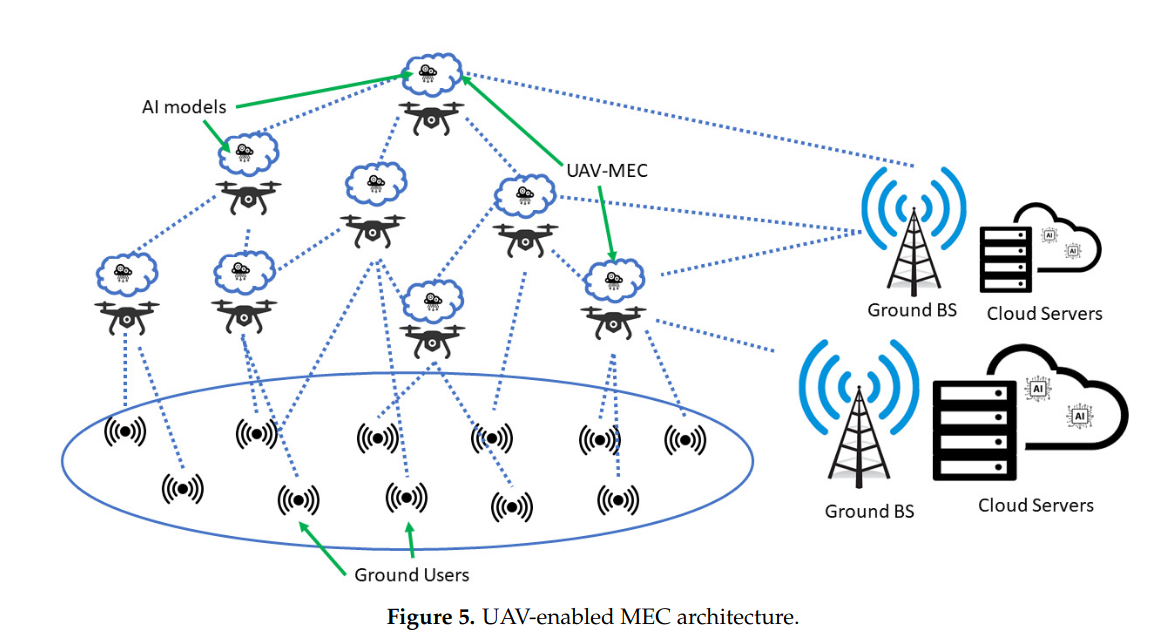 AI models
UAV-MEC
AI
AI
Ground BS
Cloud Servers
AI
AI
Ground BS
Cloud Servers
Ground Users
Figure 5. UAV-enabled MEC architecture.